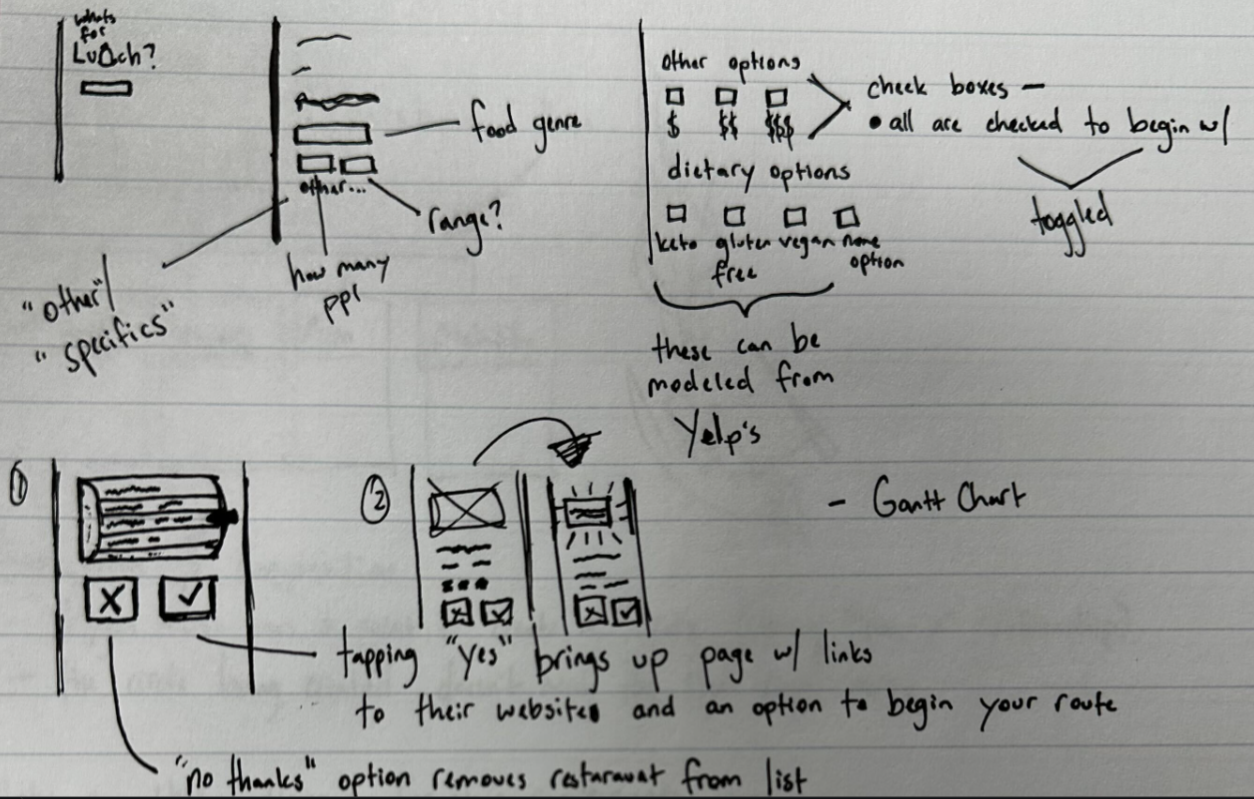 whats
for
Lunch?
food genre
other...
range?
how many
ppl
"other"/
"specifics"
other options
$ $$ $$$
check boxes –
• all are checked to begin w/
toggled
dietary options
keto gluten free vegan none option
these can be
modeled from
Yelp's
①
X ✓
②
X ✓
X ✓
- Gantt Chart
tapping "yes" brings up page w/ links
to their websites and an option to begin your route
"no thanks" option removes restaraunt from list